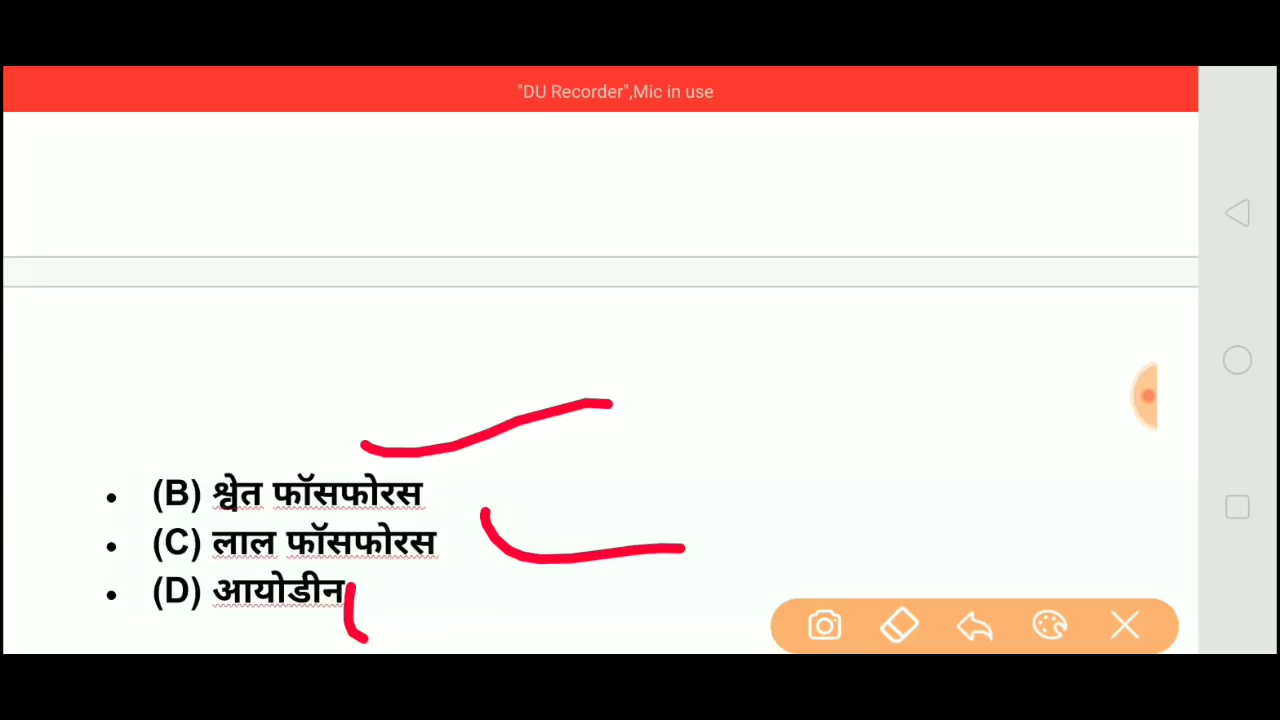 "DU Recorder",Mic in use
• (B) श्वेत फॉसफोरस
• (C) लाल फॉसफोरस
• (D) आयोडीन